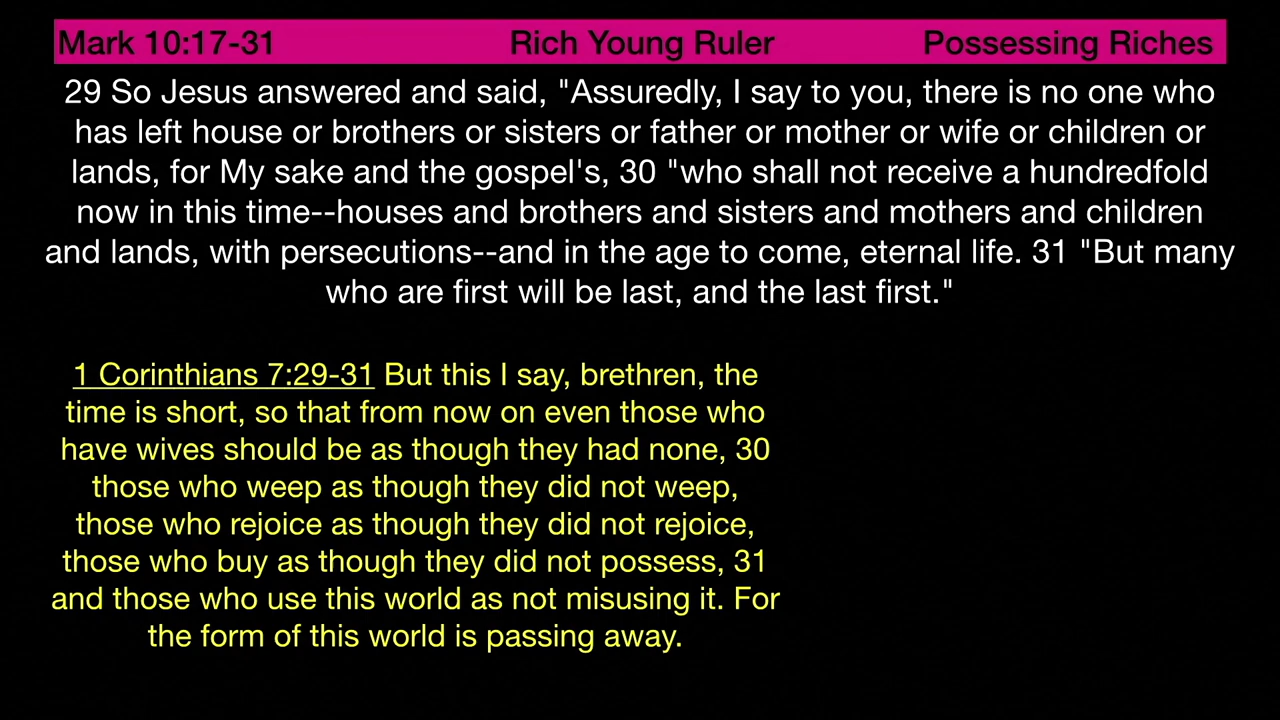 Mark 10:17-31 Rich Young Ruler Possessing Riches
29 So Jesus answered and said, "Assuredly, I say to you, there is no one who
has left house or brothers or sisters or father or mother or wife or children or
lands, for My sake and the gospel's, 30 "who shall not receive a hundredfold
now in this time--houses and brothers and sisters and mothers and children
and lands, with persecutions--and in the age to come, eternal life. 31 "But many
who are first will be last, and the last first."
1 Corinthians 7:29-31 But this I say, brethren, the
time is short, so that from now on even those who
have wives should be as though they had none, 30
those who weep as though they did not weep,
those who rejoice as though they did not rejoice,
those who buy as though they did not possess, 31
and those who use this world as not misusing it. For
the form of this world is passing away.